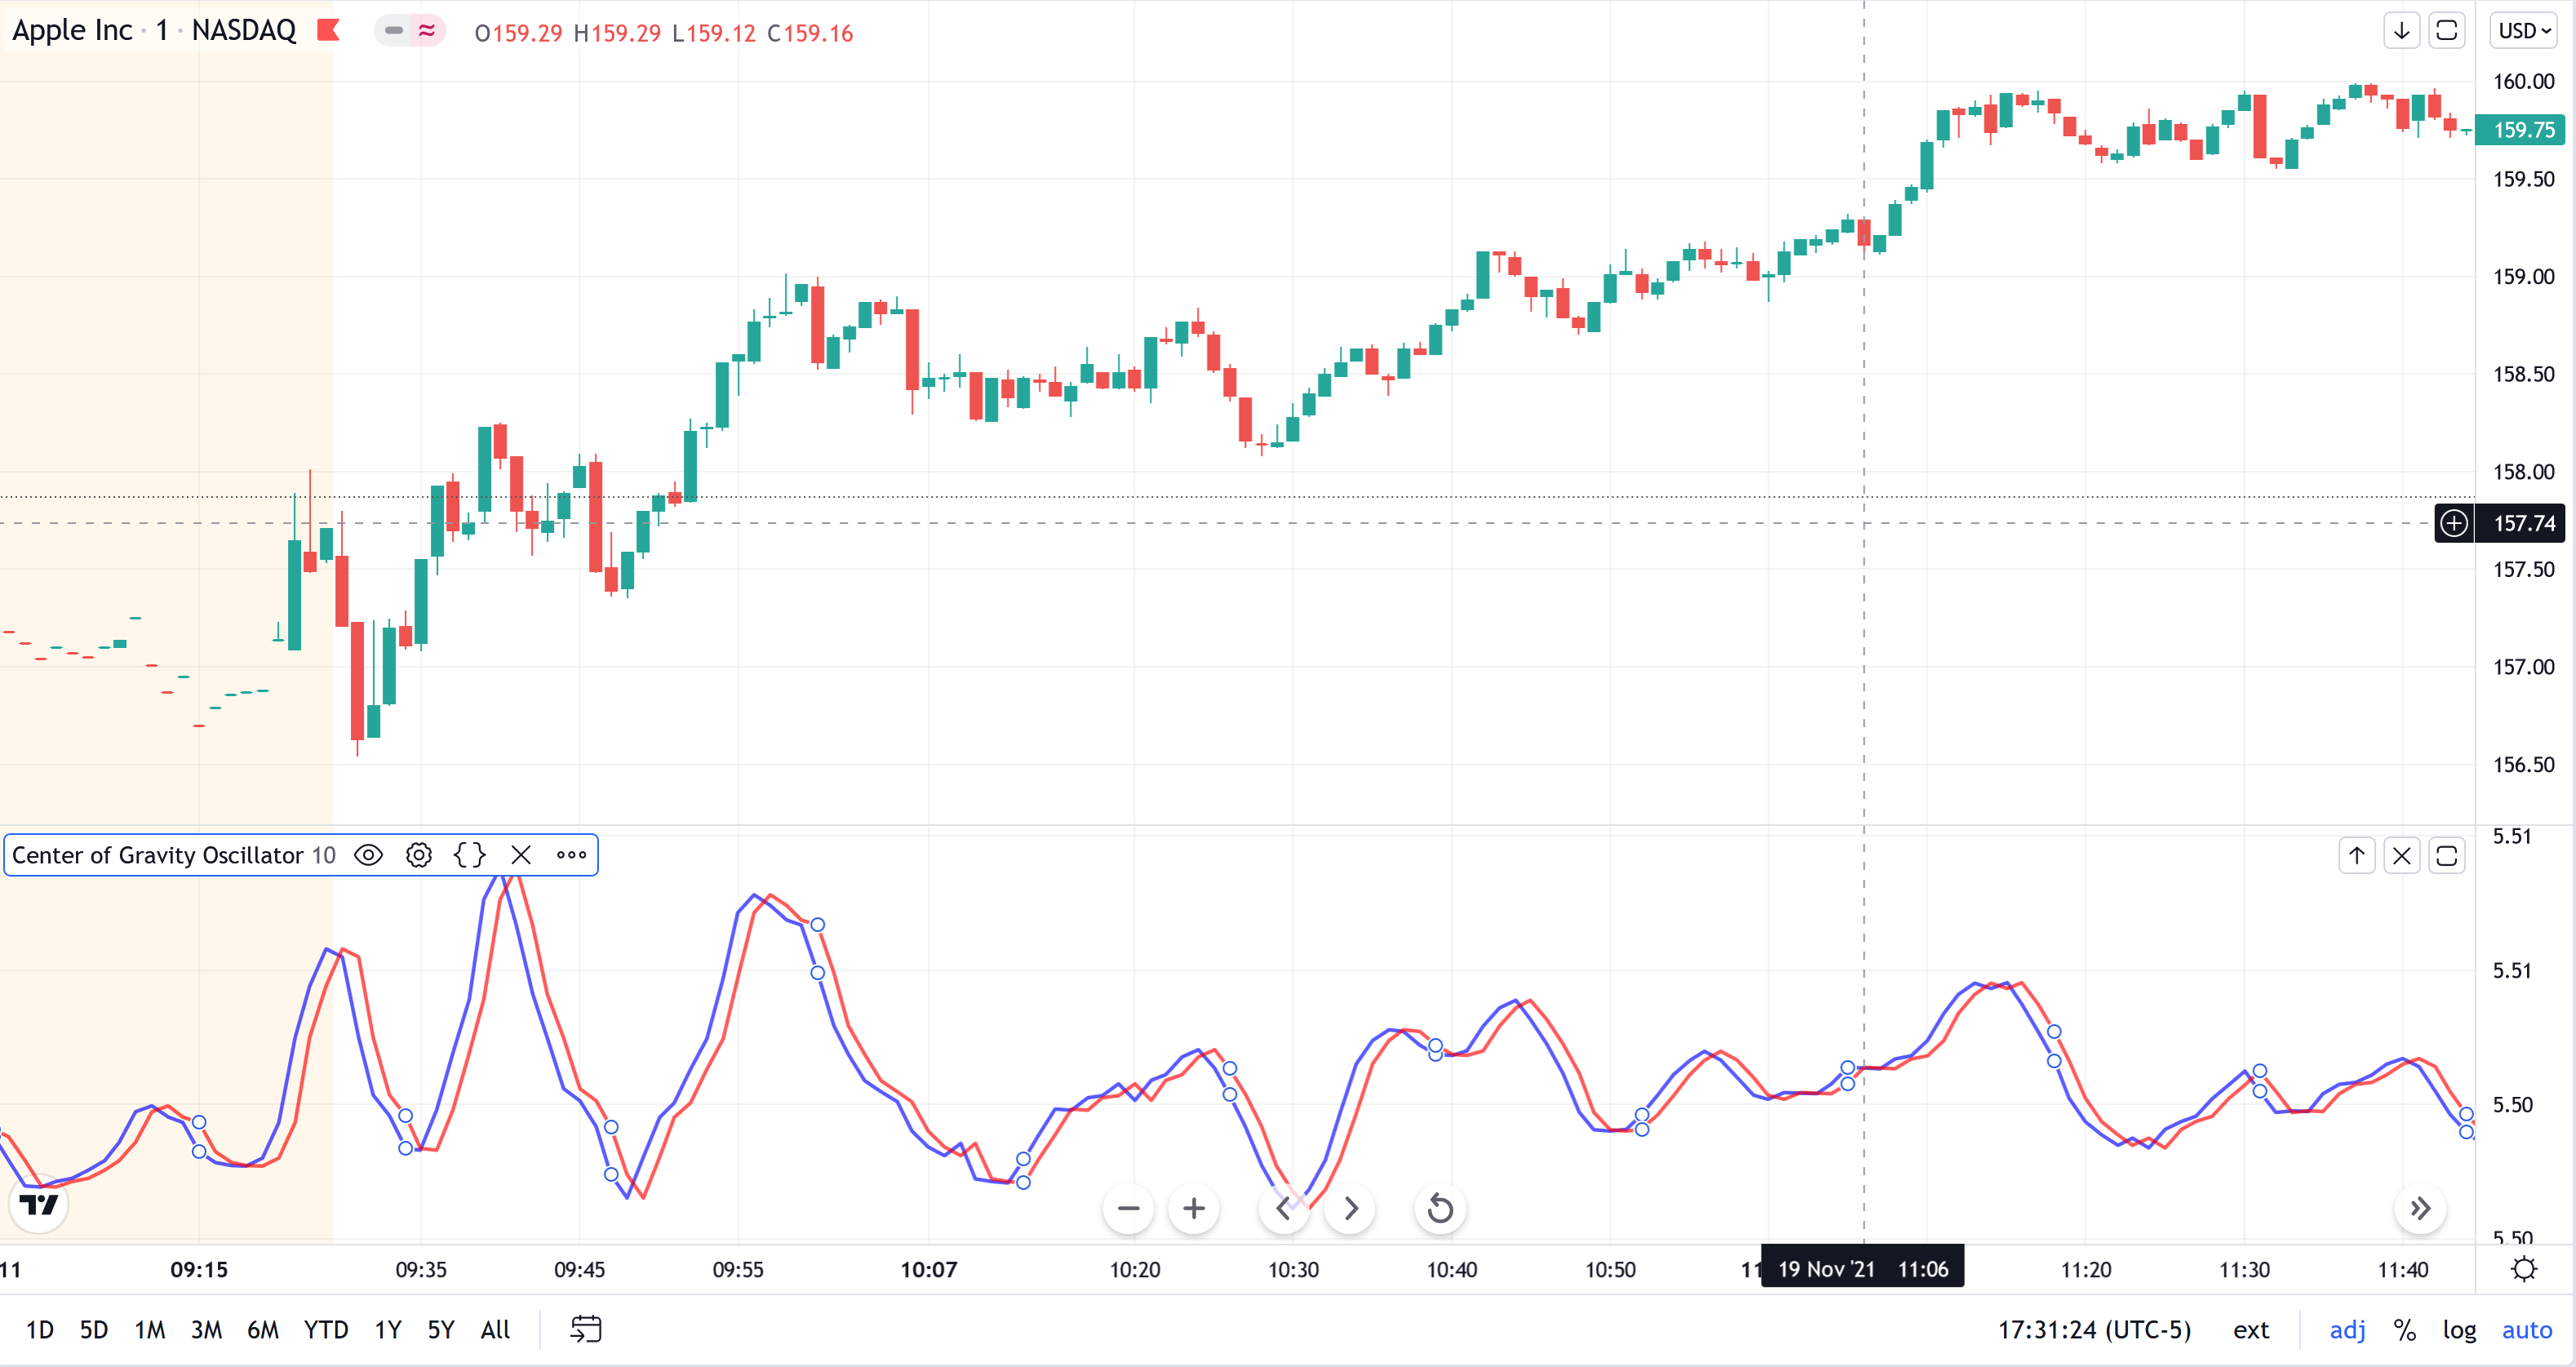 Apple Inc · 1 · NASDAQ O159.29 H159.29 L159.12 C159.16
USD
160.00
159.75
159.50
159.00
158.50
158.00
157.74
157.50
157.00
156.50
Center of Gravity Oscillator 10
5.51
5.51
5.50
5.50
11 09:15 09:35 09:45 09:55 10:07 10:20 10:30 10:40 10:50 11 19 Nov '21 11:06 11:20 11:30 11:40
1D 5D 1M 3M 6M YTD 1Y 5Y All 17:31:24 (UTC-5) ext adj % log auto